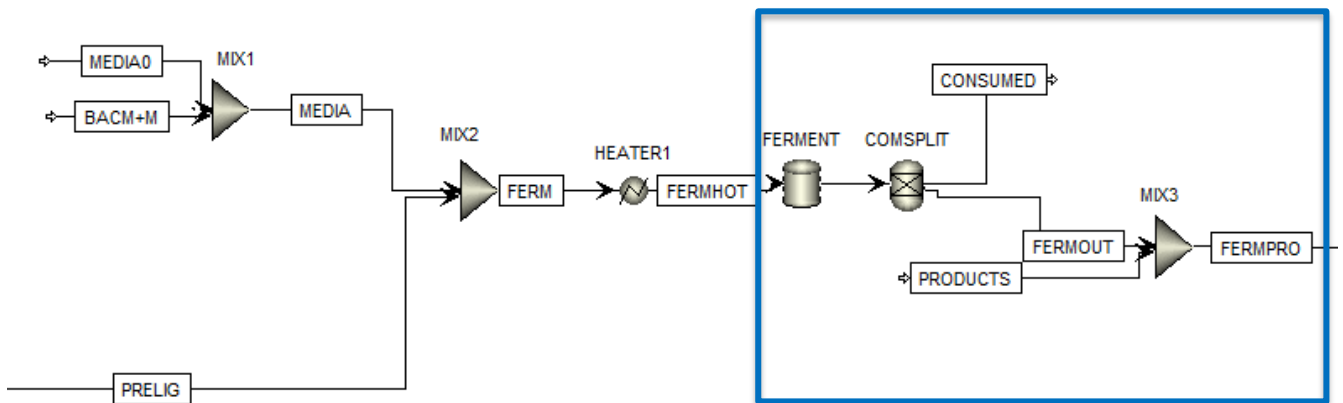 MEDIA0
MIX1
BACM+M
MEDIA
MIX2
FERM
HEATER1
FERMHOT
FERMENT
COMSPLIT
CONSUMED
MIX3
FERMOUT
FERMPRO
PRODUCTS
PRELIG